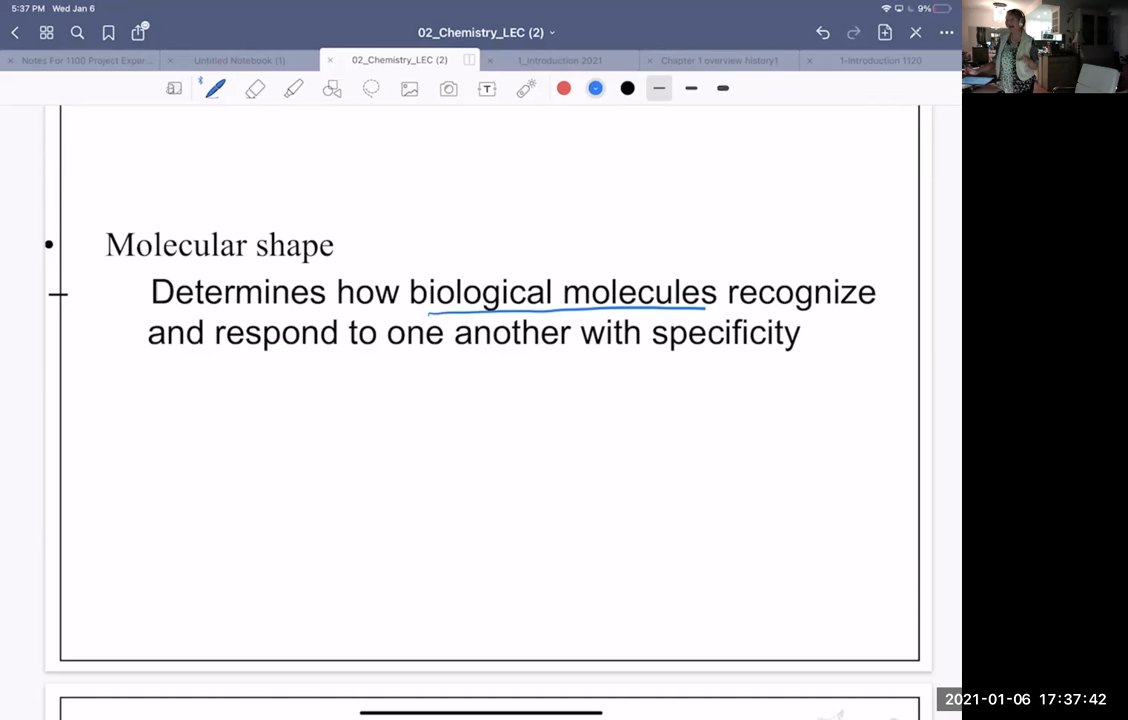 5:37 PM Wed Jan 6
9%
02_Chemistry_LEC (2)
Notes For 1100 Project Exper...
Untitled Notebook (1)
02_Chemistry_LEC (2)
1_Introduction 2021
Chapter 1 overview history1
1-Introduction 1120
T
• Molecular shape
– Determines how biological molecules recognize
and respond to one another with specificity
2021-01-06 17:37:42